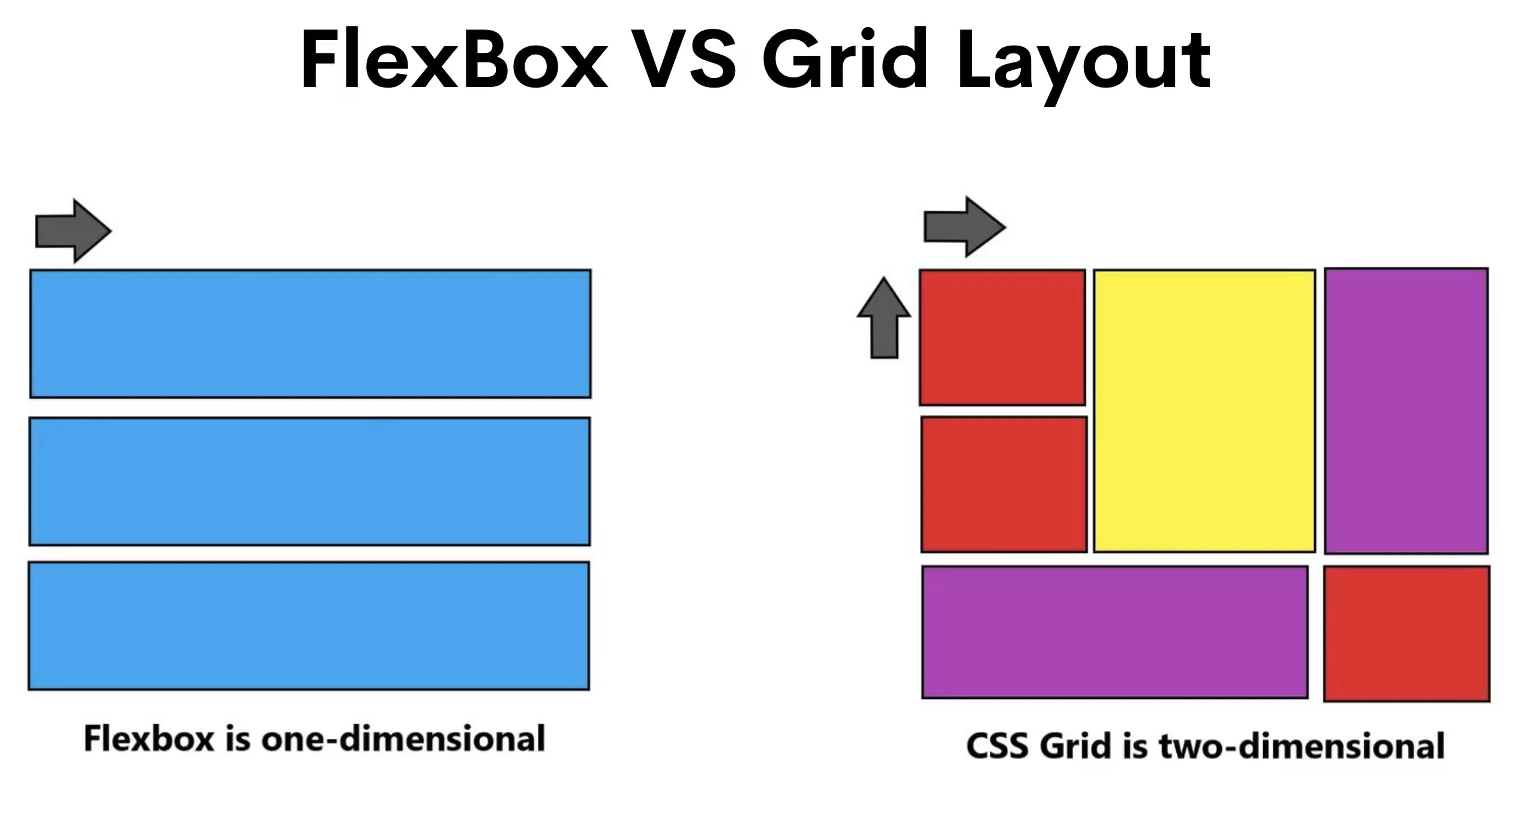 FlexBox VS Grid Layout
Flexbox is one-dimensional
CSS Grid is two-dimensional